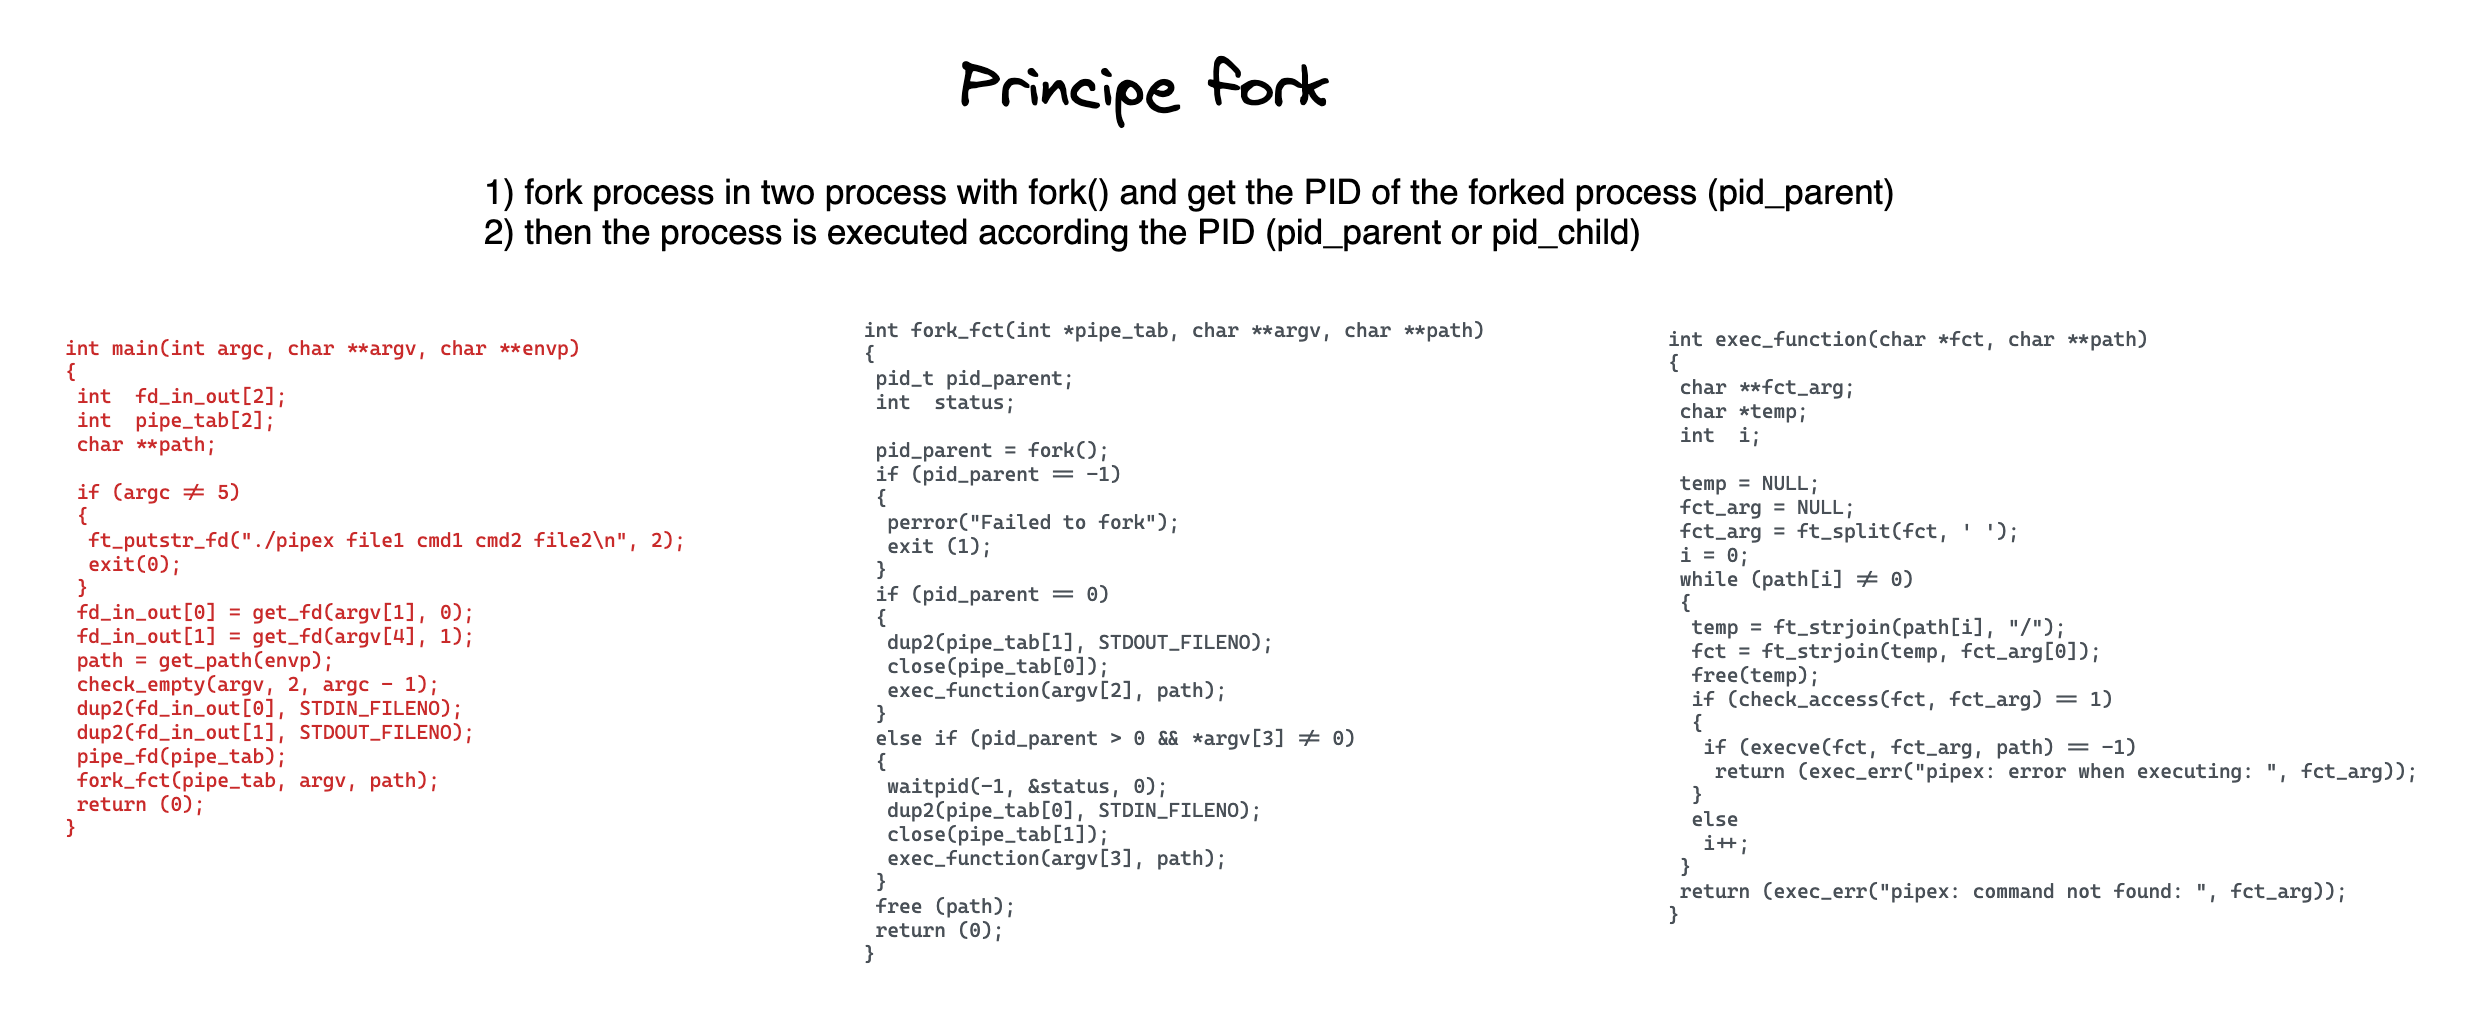 Principe fork
1) fork process in two process with fork() and get the PID of the forked process (pid_parent)
2) then the process is executed according the PID (pid_parent or pid_child)
int main(int argc, char **argv, char **envp)
{
int  fd_in_out[2];
int  pipe_tab[2];
char **path;
if (argc ≠ 5)
{
ft_putstr_fd("./pipex file1 cmd1 cmd2 file2\n", 2);
exit(0);
}
fd_in_out[0] = get_fd(argv[1], 0);
fd_in_out[1] = get_fd(argv[4], 1);
path = get_path(envp);
check_empty(argv, 2, argc - 1);
dup2(fd_in_out[0], STDIN_FILENO);
dup2(fd_in_out[1], STDOUT_FILENO);
pipe_fd(pipe_tab);
fork_fct(pipe_tab, argv, path);
return (0);
}
int fork_fct(int *pipe_tab, char **argv, char **path)
{
pid_t pid_parent;
int  status;
pid_parent = fork();
if (pid_parent == -1)
{
perror("Failed to fork");
exit (1);
}
if (pid_parent == 0)
{
dup2(pipe_tab[1], STDOUT_FILENO);
close(pipe_tab[0]);
exec_function(argv[2], path);
}
else if (pid_parent > 0 && *argv[3] ≠ 0)
{
waitpid(-1, &status, 0);
dup2(pipe_tab[0], STDIN_FILENO);
close(pipe_tab[1]);
exec_function(argv[3], path);
}
free (path);
return (0);
}
int exec_function(char *fct, char **path)
{
char **fct_arg;
char *temp;
int  i;
temp = NULL;
fct_arg = NULL;
fct_arg = ft_split(fct, ' ');
i = 0;
while (path[i] ≠ 0)
{
temp = ft_strjoin(path[i], "/");
fct = ft_strjoin(temp, fct_arg[0]);
free(temp);
if (check_access(fct, fct_arg) == 1)
{
if (execve(fct, fct_arg, path) == -1)
return (exec_err("pipex: error when executing: ", fct_arg));
}
else
i++;
}
return (exec_err("pipex: command not found: ", fct_arg));
}